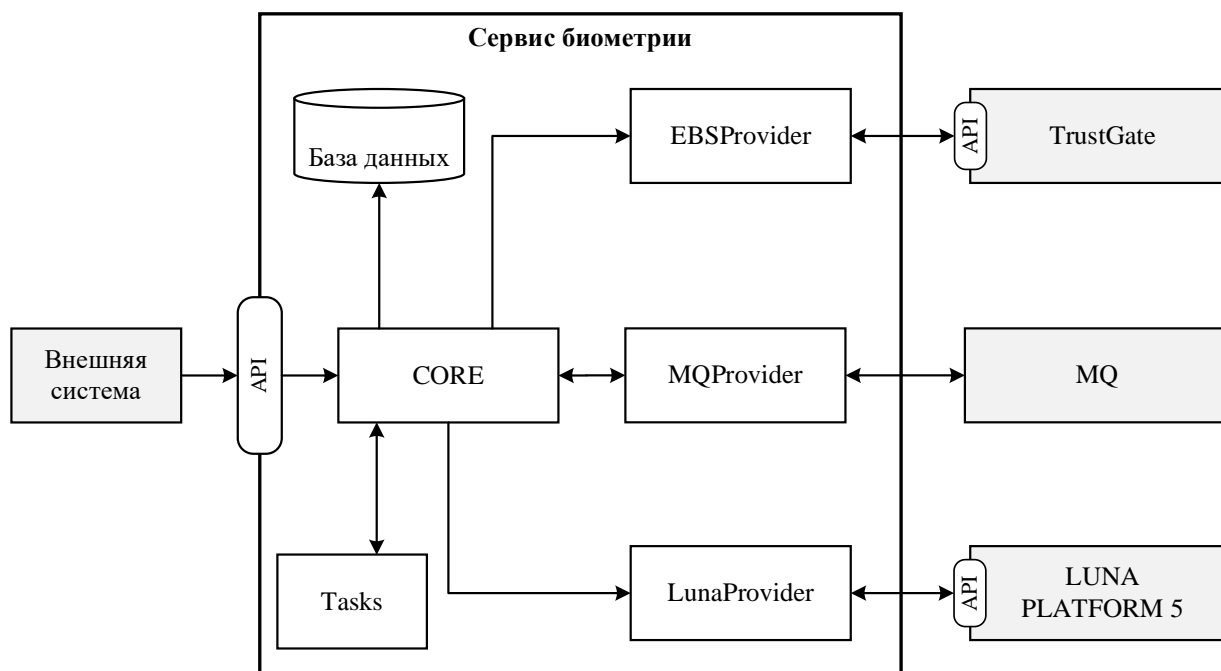 Сервис биометрии
База данных
EBSProvider
API
TrustGate
Внешняя
система
API
CORE
MQProvider
MQ
Tasks
LunaProvider
API
LUNA
PLATFORM 5